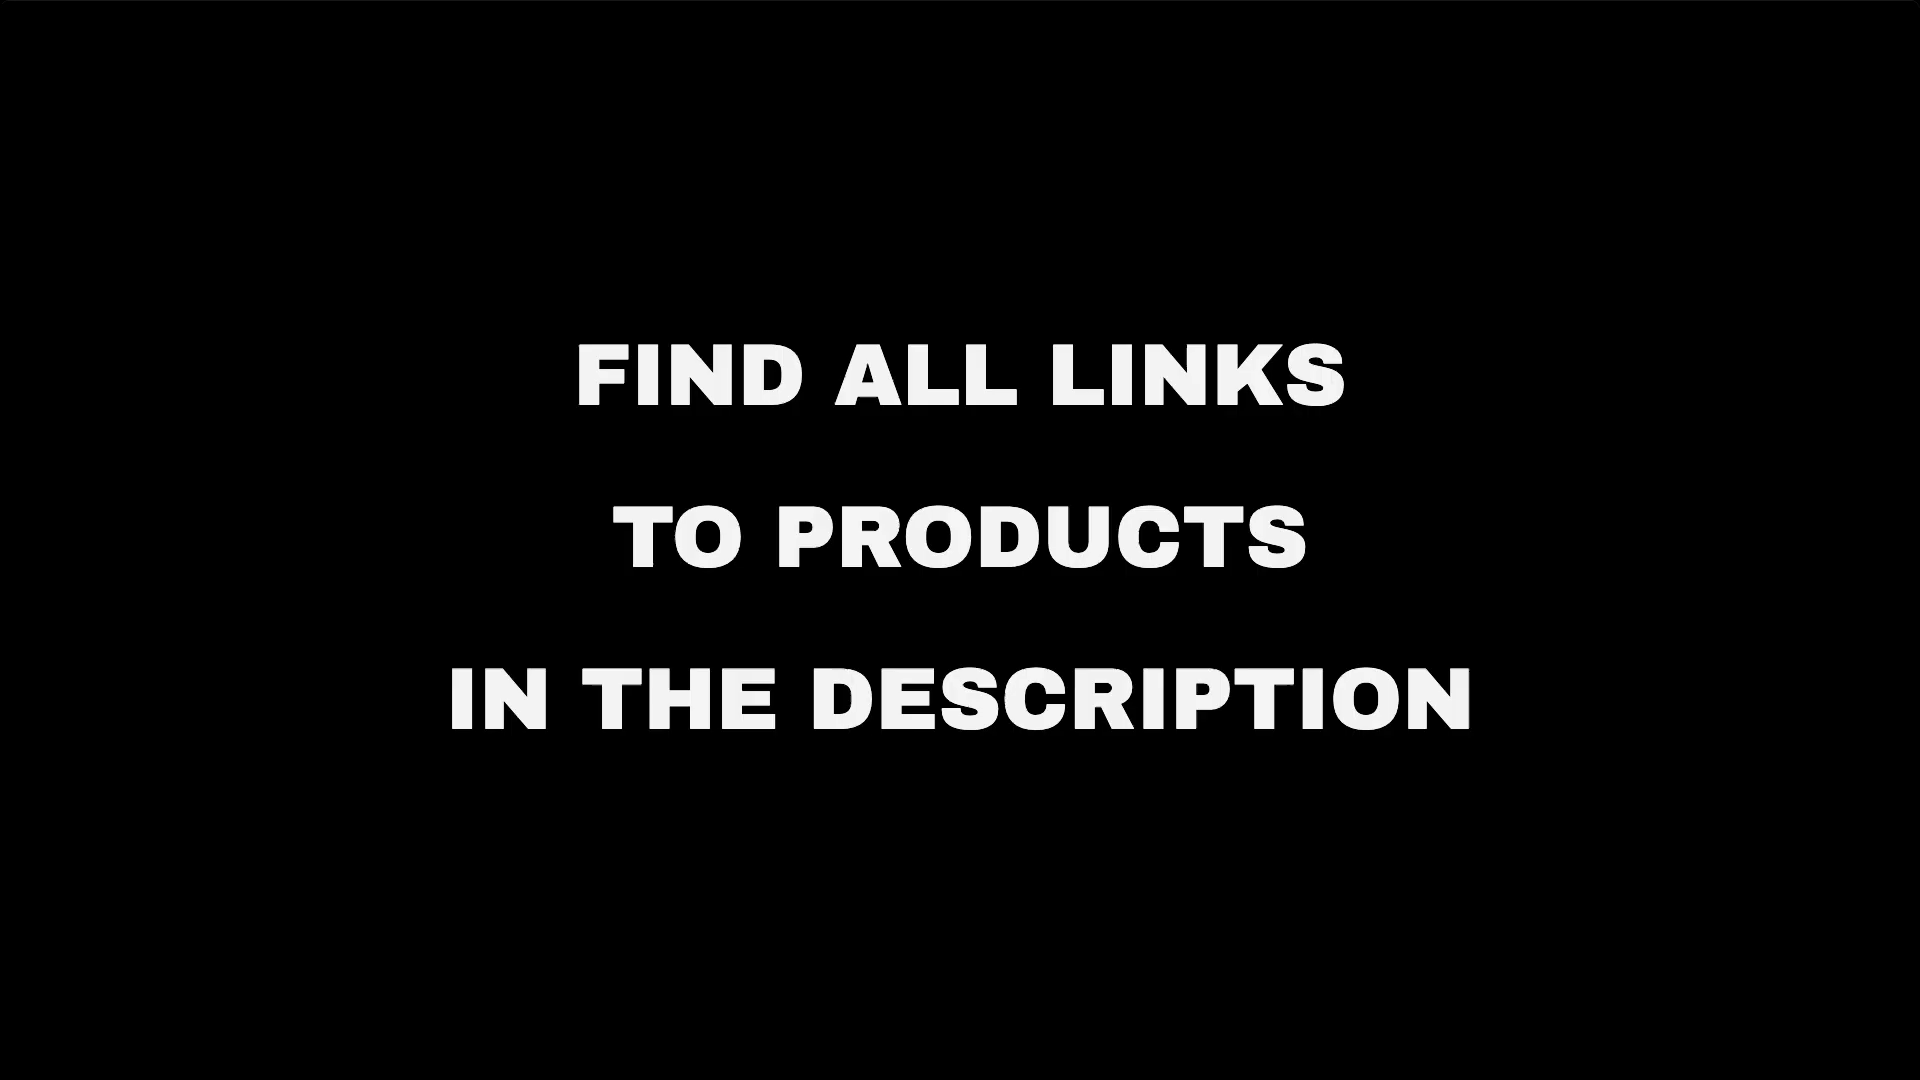 FIND ALL LINKS
TO PRODUCTS
IN THE DESCRIPTION